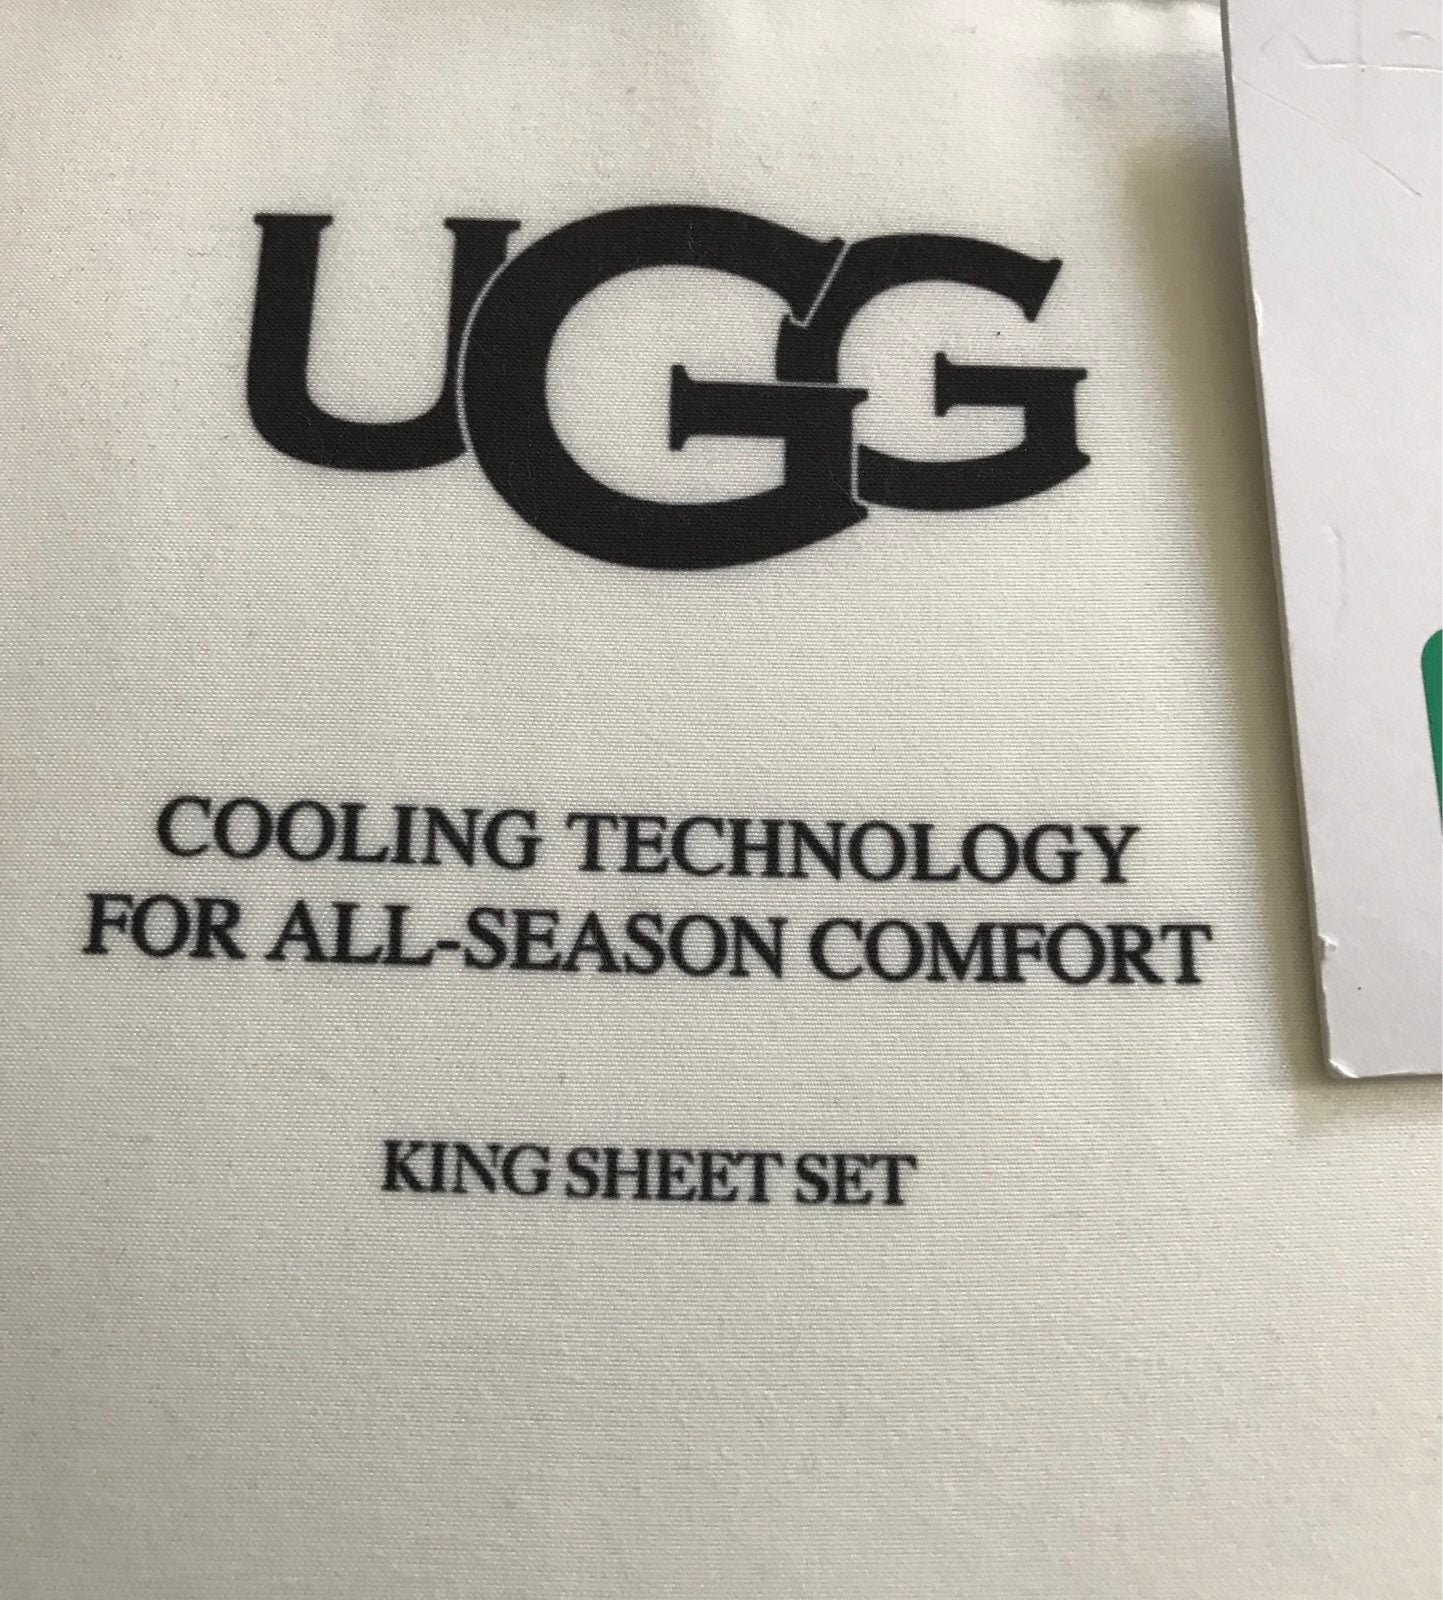 UGG
COOLING TECHNOLOGY
FOR ALL-SEASON COMFORT
KING SHEET SET